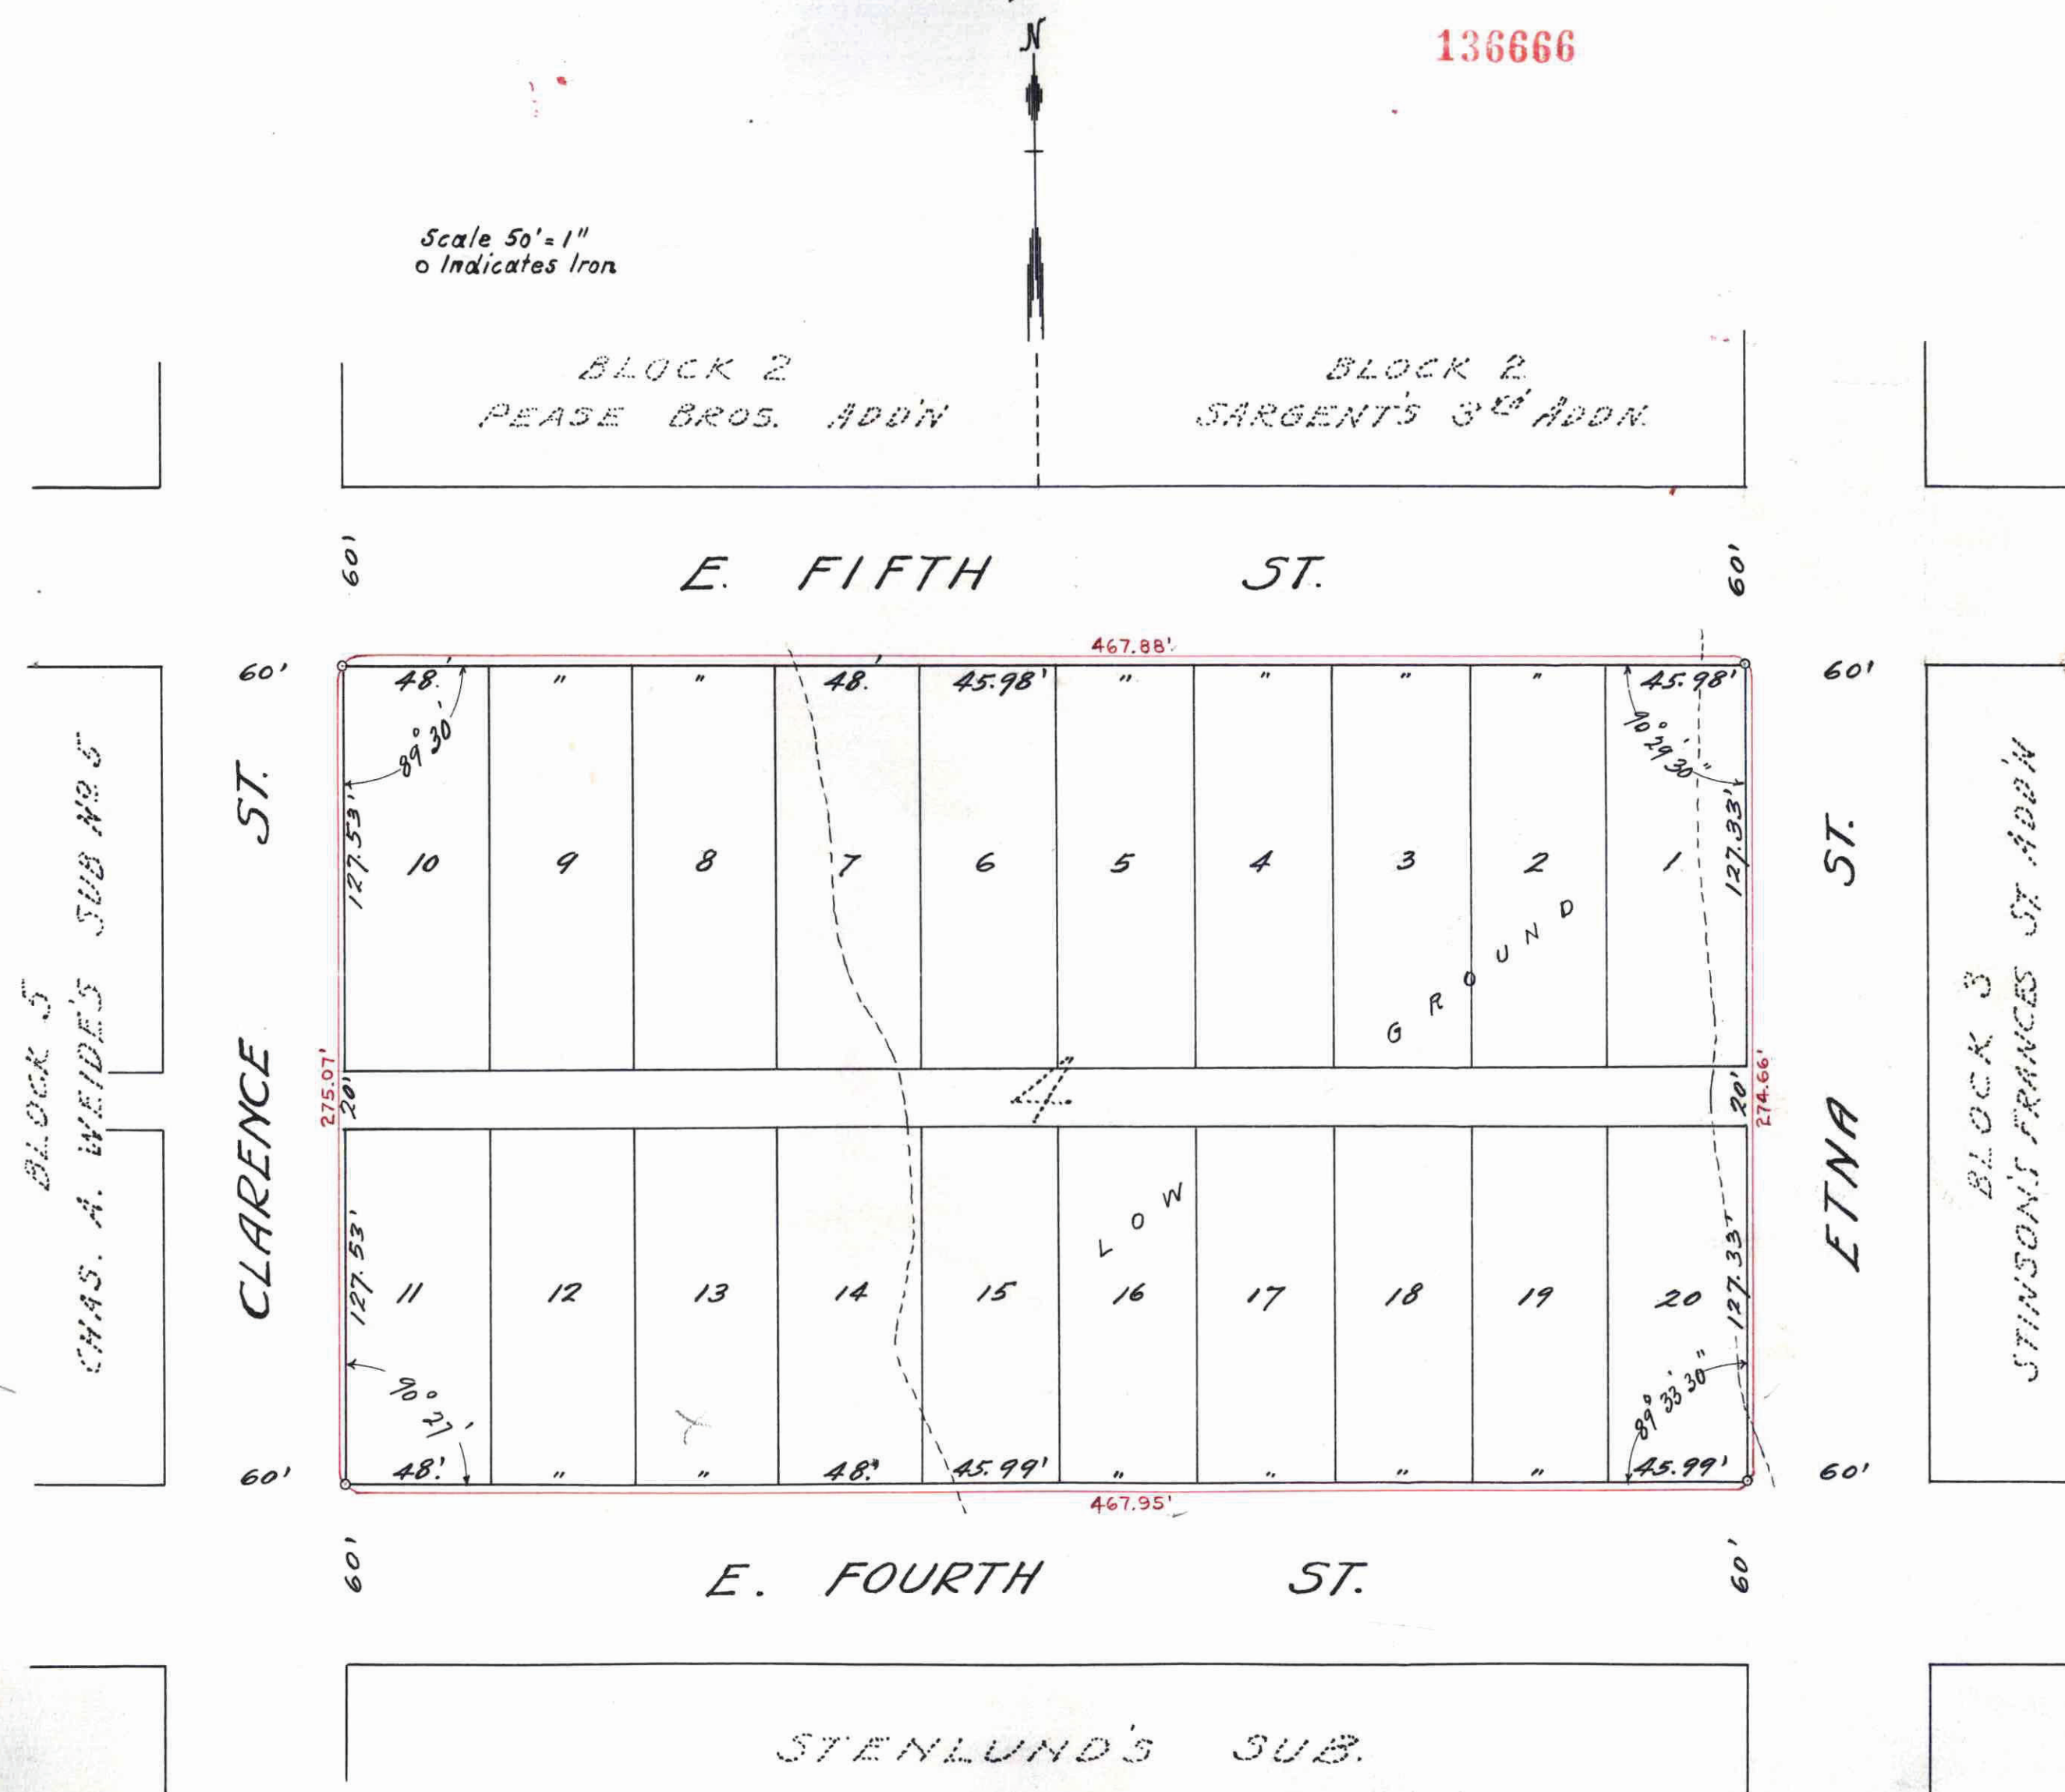 136666
N
Scale 50' = 1"
o Indicates Iron
BLOCK 2
PEASE BROS. ADD'N
BLOCK 2
SARGENT'S 3rd ADDN.
60'
E. FIFTH ST.
60'
467.88'
60'
48.' " " 48.' 45.98' " " " " 45.98'
60'
89° 30'
90° 29' 30"
127.53'
127.33'
10 9 8 7 6 5 4 3 2 1
GROUND
BLOCK 5
CHAS. A. WEIDE'S SUB Nº 5
CLARENCE ST.
275.07'
20'
4
20'
274.66'
ETNA ST.
BLOCK 3
STINSON'S FRANCES ST. ADD'N
LOW
127.53'
127.33'
11 12 13 14 15 16 17 18 19 20
90° 27'
89° 33' 30"
60'
48.' " " 48.' 45.99' " " " " 45.99'
60'
467.95'
60'
E. FOURTH ST.
60'
STENLUND'S SUB.